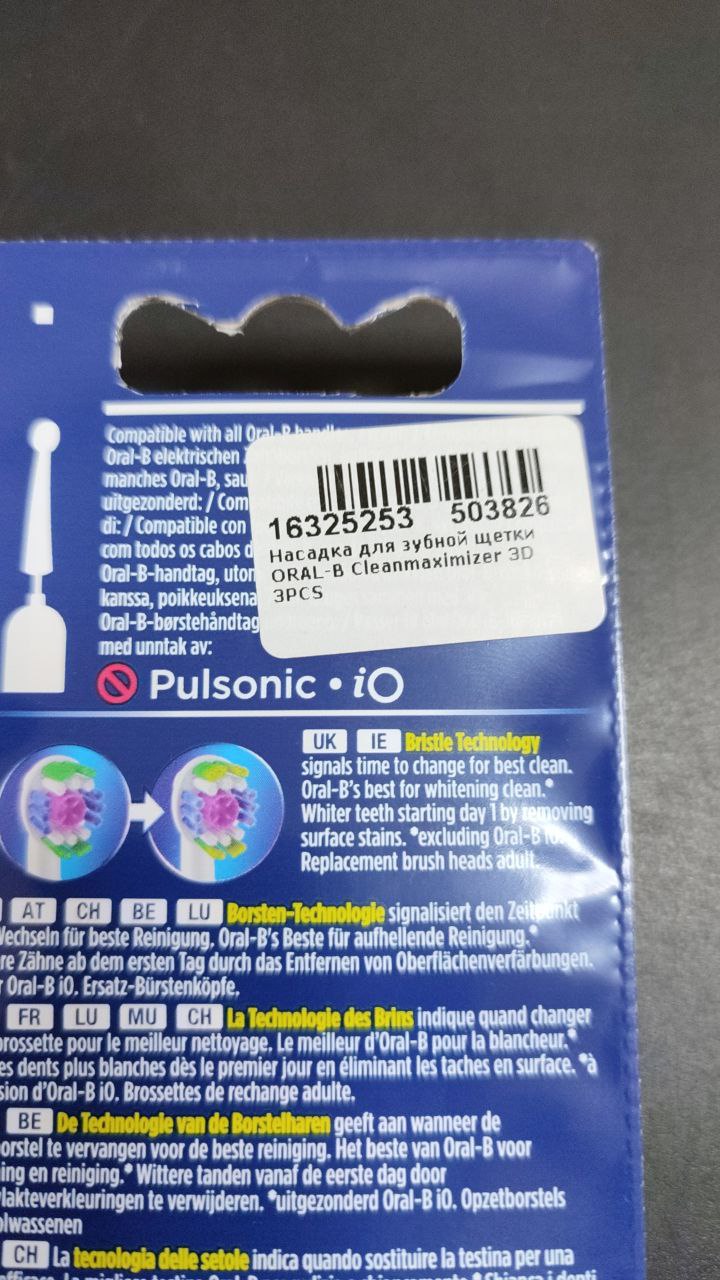 Compatible with all Oral-B
Oral-B elektrischen
manches Oral-B, sau
uitgezonderd: / Com
di: / Compatible con
com todos os cabos d
Oral-B-handtag, uton
kanssa, poikkeuksena
Oral-B-børstehåndtag
med unntak av:
16325253 503826
Насадка для зубной щетки
ORAL-B Cleanmaximizer 3D
3PCS
Pulsonic • iO
UK IE Bristle Technology
signals time to change for best clean.
Oral-B's best for whitening clean.*
Whiter teeth starting day 1 by removing
surface stains. *excluding Oral-B iO.
Replacement brush heads adult.
AT CH BE LU Borsten-Technologie signalisiert den Zeitpunkt
Wechseln für beste Reinigung, Oral-B's Beste für aufhellende Reinigung.*
re Zähne ab dem ersten Tag durch das Entfernen von Oberflächenverfärbungen.
r Oral-B iO. Ersatz-Bürstenköpfe.
FR LU MU CH La Technologie des Brins indique quand changer
brossette pour le meilleur nettoyage. Le meilleur d'Oral-B pour la blancheur.*
es dents plus blanches dès le premier jour en éliminant les taches en surface. *à
sion d'Oral-B iO. Brossettes de rechange adulte.
BE De Technologie van de Borstelharen geeft aan wanneer de
orstel te vervangen voor de beste reiniging. Het beste van Oral-B voor
ing en reiniging.* Wittere tanden vanaf de eerste dag door
lakteverkleuringen te verwijderen. *uitgezonderd Oral-B iO. Opzetborstels
olwassenen
CH La tecnologia delle setole indica quando sostituire la testina per una